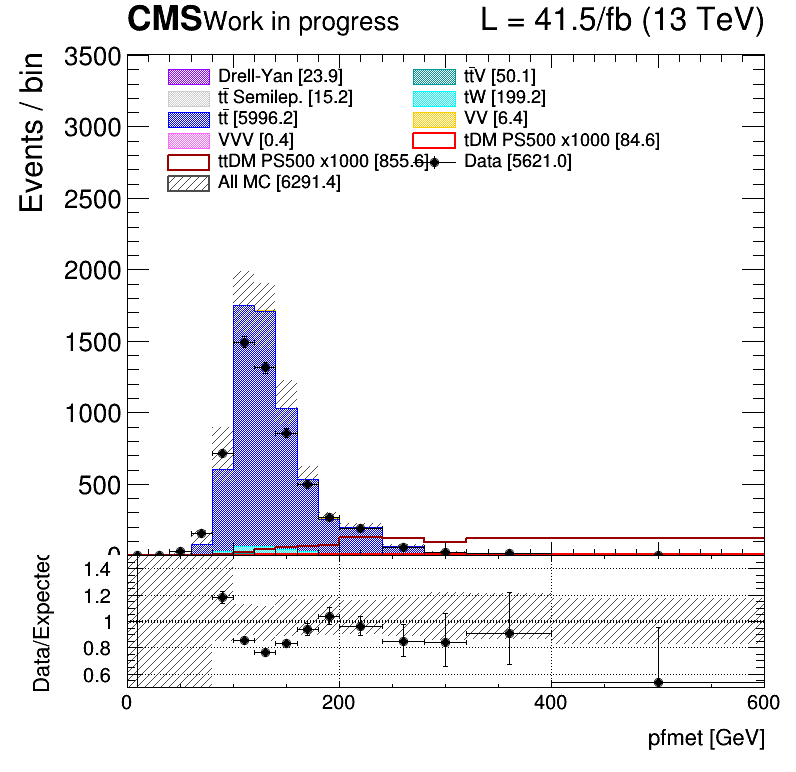 CMS Work in progress L = 41.5/fb (13 TeV)
Events / bin
3500
3000
2500
2000
1500
1000
500
0
Drell-Yan [23.9] tt̄V [50.1]
tt̄ Semilep. [15.2] tW [199.2]
tt̄ [5996.2] VV [6.4]
VVV [0.4] tDM PS500 x1000 [84.6]
ttDM PS500 x1000 [855.6] Data [5621.0]
All MC [6291.4]
Data/Expected
1.4
1.2
1
0.8
0.6
0 200 400 600
pfmet [GeV]